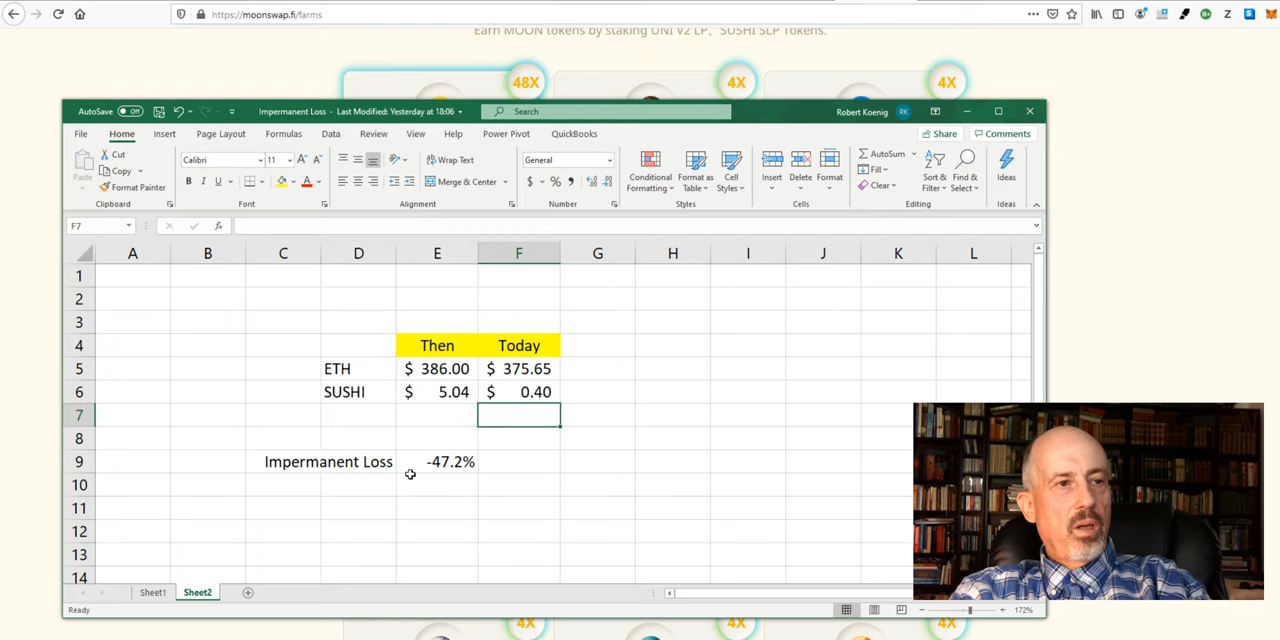 https://moonswap.fi/farms
Earn MOON tokens by staking UNI V2 LP、SUSHI SLP Tokens.
48X 4X 4X
AutoSave Off Impermanent Loss - Last Modified: Yesterday at 18:06 Search Robert Koenig RK
File Home Insert Page Layout Formulas Data Review View Help Power Pivot QuickBooks Share Comments
Cut
Copy
Format Painter
Paste
Clipboard
Calibri 11
B I U
Font
Wrap Text
Merge & Center
Alignment
General
$ % ,
Number
Conditional Formatting
Format as Table
Cell Styles
Styles
Insert Delete Format
Cells
AutoSum
Fill
Clear
Sort & Filter
Find & Select
Editing
Ideas
Ideas
F7 fx
A B C D E F G H I J K L
1
2
3
4 Then Today
5 ETH $ 386.00 $ 375.65
6 SUSHI $ 5.04 $ 0.40
7
8
9 Impermanent Loss -47.2%
10
11
12
13
14
Sheet1 Sheet2
Ready 172%
4X 4X 4X